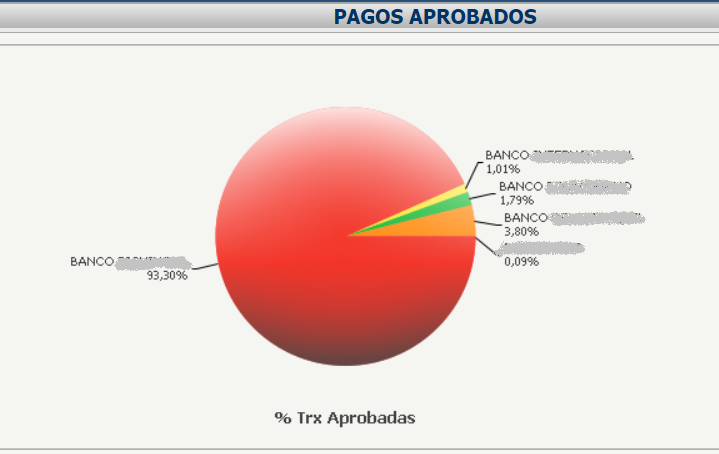 PAGOS APROBADOS
BANCO
1,01%
BANCO
1,79%
BANCO
3,80%
0,09%
BANCO
93,30%
% Trx Aprobadas